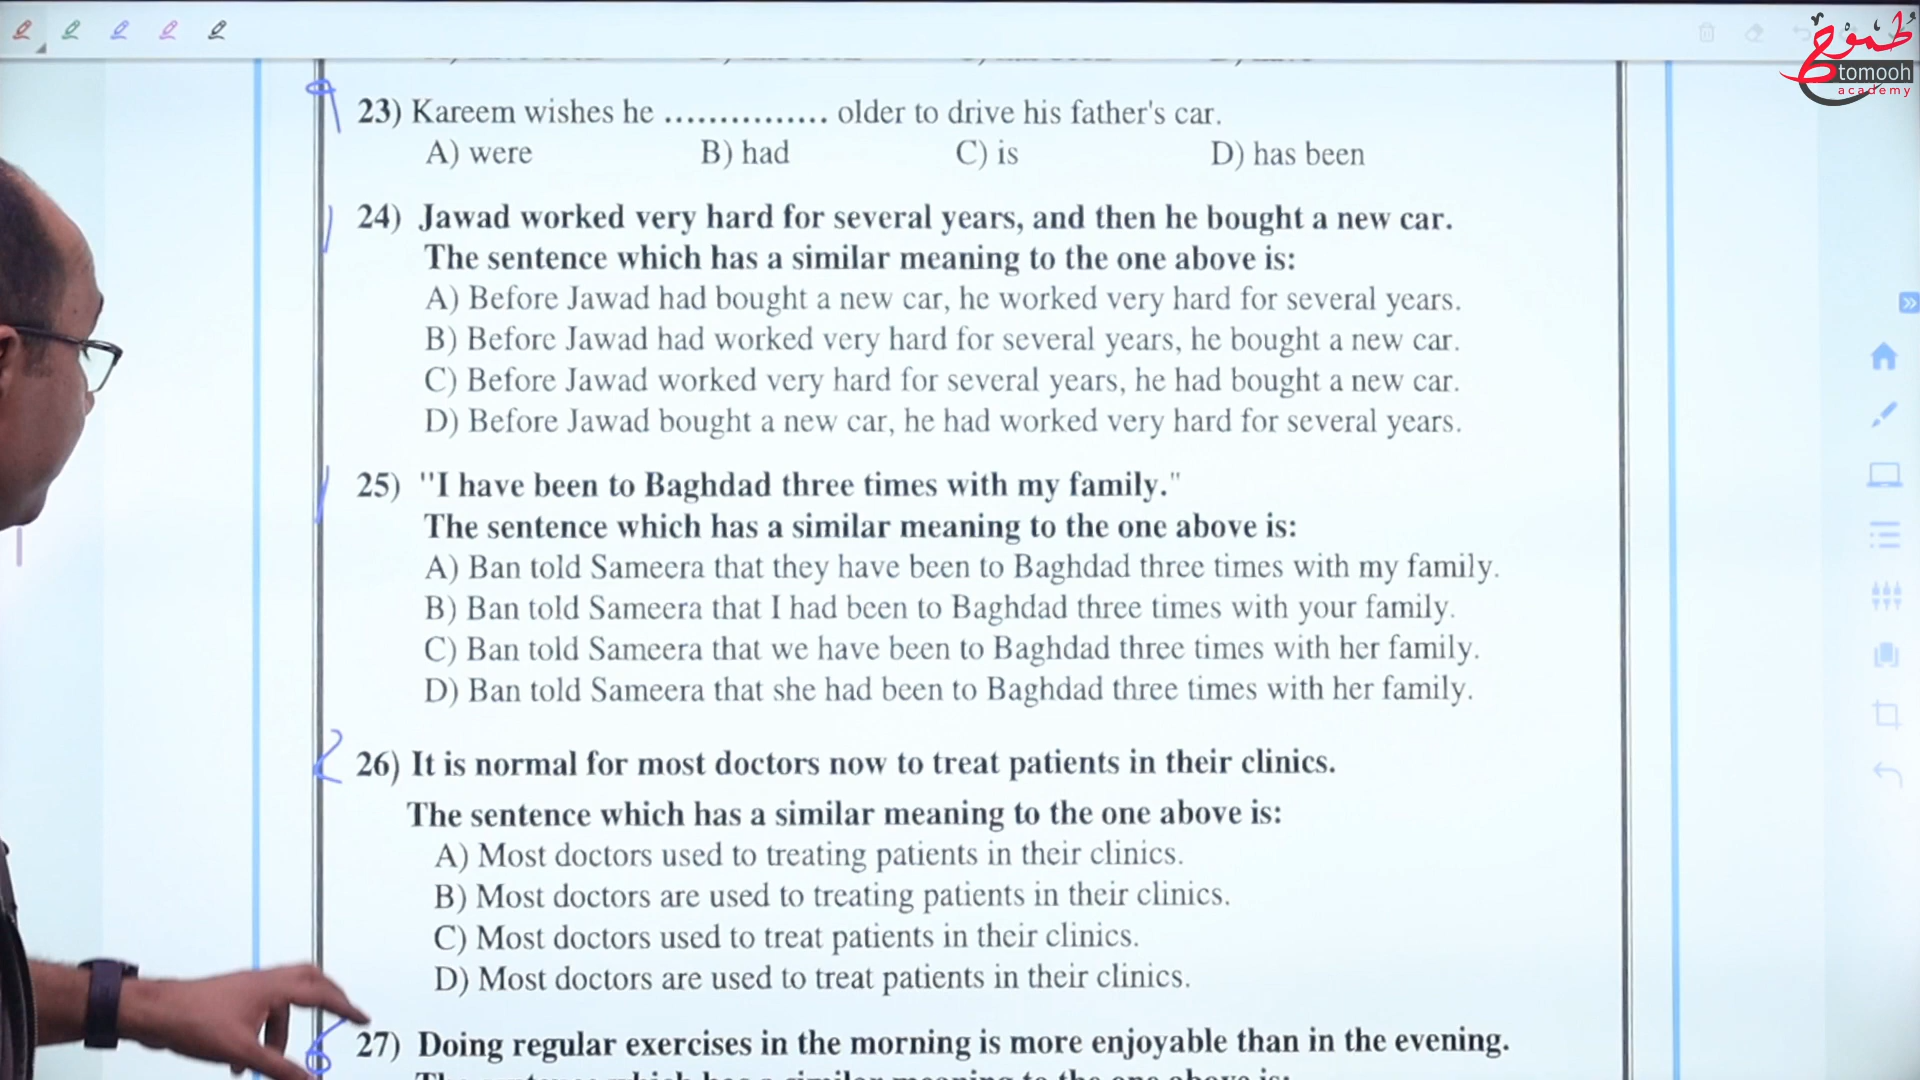 طموح
tomooh
academy
23) Kareem wishes he ............... older to drive his father's car.
A) were B) had C) is D) has been
24) Jawad worked very hard for several years, and then he bought a new car.
The sentence which has a similar meaning to the one above is:
A) Before Jawad had bought a new car, he worked very hard for several years.
B) Before Jawad had worked very hard for several years, he bought a new car.
C) Before Jawad worked very hard for several years, he had bought a new car.
D) Before Jawad bought a new car, he had worked very hard for several years.
25) "I have been to Baghdad three times with my family."
The sentence which has a similar meaning to the one above is:
A) Ban told Sameera that they have been to Baghdad three times with my family.
B) Ban told Sameera that I had been to Baghdad three times with your family.
C) Ban told Sameera that we have been to Baghdad three times with her family.
D) Ban told Sameera that she had been to Baghdad three times with her family.
26) It is normal for most doctors now to treat patients in their clinics.
The sentence which has a similar meaning to the one above is:
A) Most doctors used to treating patients in their clinics.
B) Most doctors are used to treating patients in their clinics.
C) Most doctors used to treat patients in their clinics.
D) Most doctors are used to treat patients in their clinics.
27) Doing regular exercises in the morning is more enjoyable than in the evening.